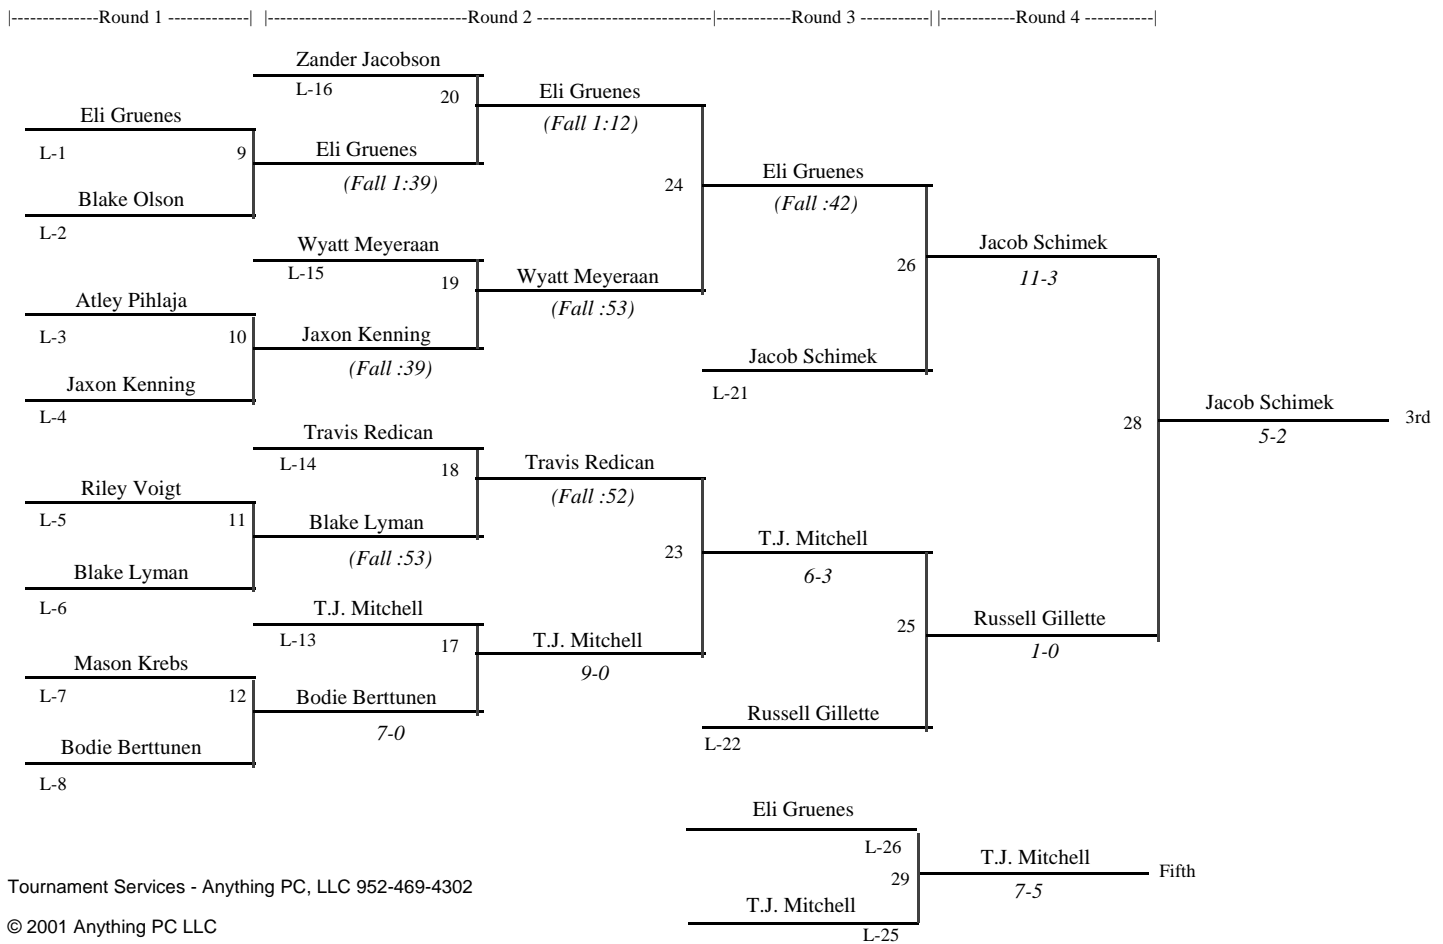 |--------------Round 1 -------------| |---------------------------Round 2 ------------------------|------------Round 3 -----------||-----------Round 4 -----------|
Zander Jacobson
L-16
20
Eli Gruenes
(Fall 1:12)
Eli Gruenes
L-1
9
Eli Gruenes
(Fall 1:39)
Blake Olson
L-2
24
Eli Gruenes
(Fall :42)
Wyatt Meyeraan
L-15
19
Wyatt Meyeraan
(Fall :53)
Atley Pihlaja
L-3
10
Jaxon Kenning
(Fall :39)
Jaxon Kenning
L-4
26
Jacob Schimek
11-3
Jacob Schimek
L-21
Travis Redican
L-14
18
Travis Redican
(Fall :52)
28
Jacob Schimek
5-2
3rd
Riley Voigt
L-5
11
Blake Lyman
(Fall :53)
Blake Lyman
L-6
23
T.J. Mitchell
6-3
T.J. Mitchell
L-13
17
T.J. Mitchell
9-0
25
Russell Gillette
1-0
Mason Krebs
L-7
12
Bodie Berttunen
7-0
Bodie Berttunen
L-8
Russell Gillette
L-22
Eli Gruenes
L-26
29
T.J. Mitchell
7-5
Fifth
T.J. Mitchell
L-25
Tournament Services - Anything PC, LLC 952-469-4302
© 2001 Anything PC LLC